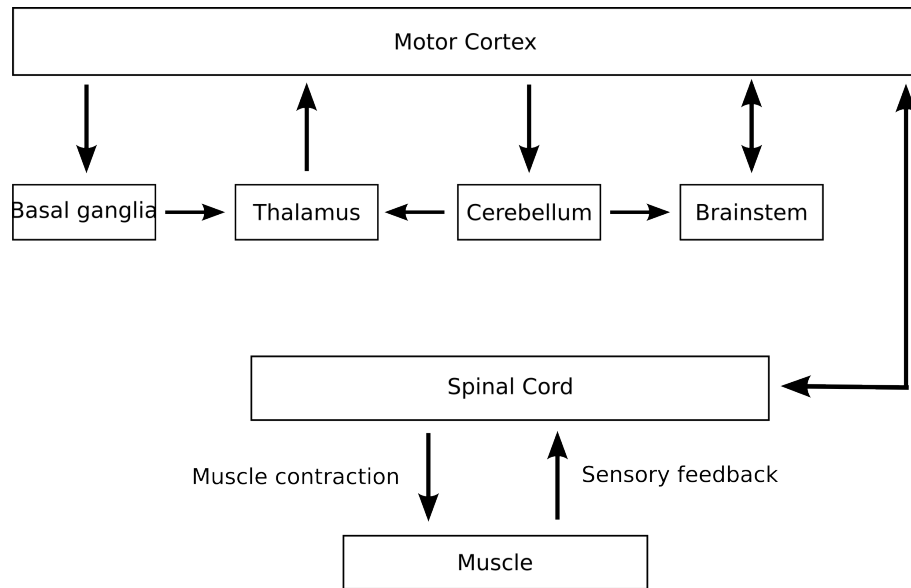 Motor Cortex
Basal ganglia
Thalamus
Cerebellum
Brainstem
Spinal Cord
Muscle contraction
Sensory feedback
Muscle